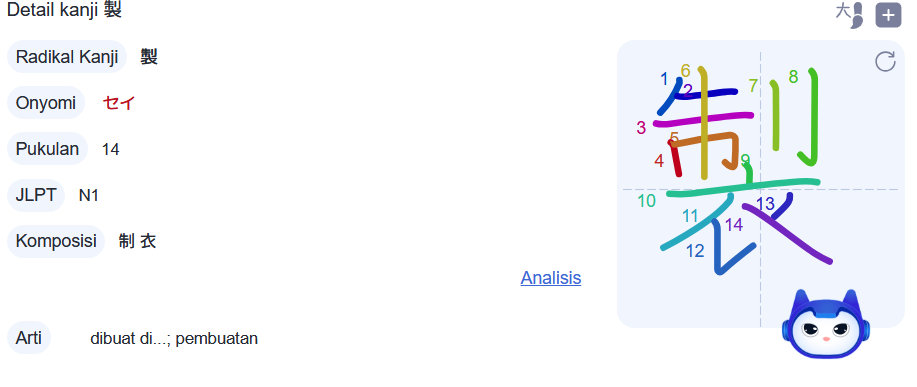 Detail kanji 製
大
Radikal Kanji 製
Onyomi セイ
Pukulan 14
JLPT N1
Komposisi 制 衣
Analisis
Arti dibuat di...; pembuatan
1 6 2 7 8
3 5
4 9
10
11 14 13
12